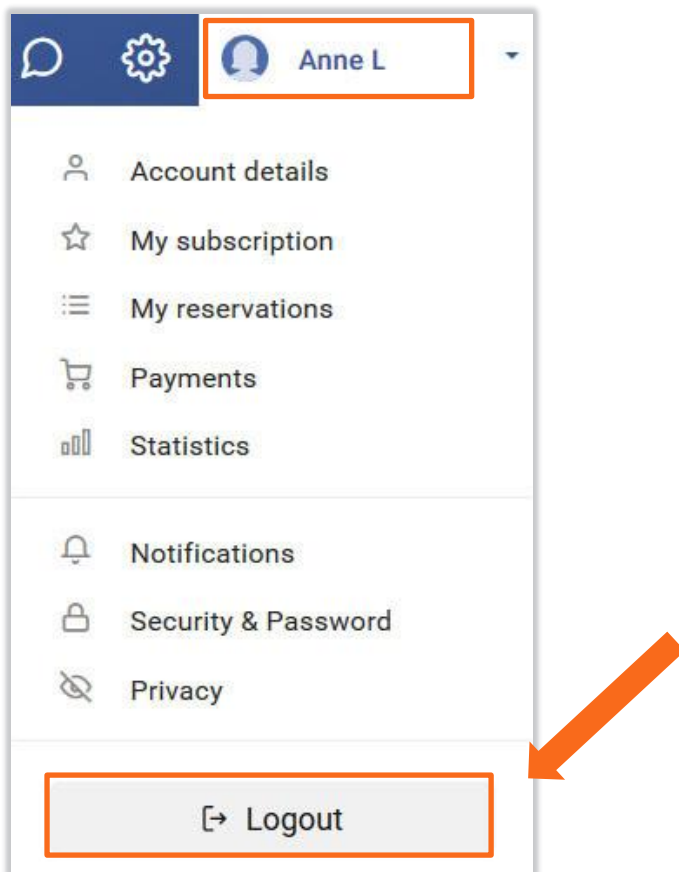 Anne L
Account details
My subscription
My reservations
Payments
Statistics
Notifications
Security & Password
Privacy
Logout